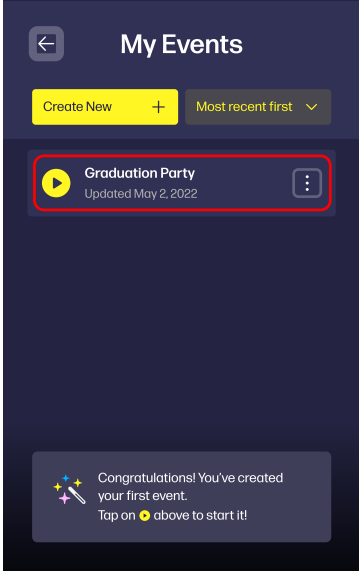 My Events
Create New
Most recent first
Graduation Party
Updated May 2, 2022
Congratulations! You've created
your first event.
Tap on above to start it!